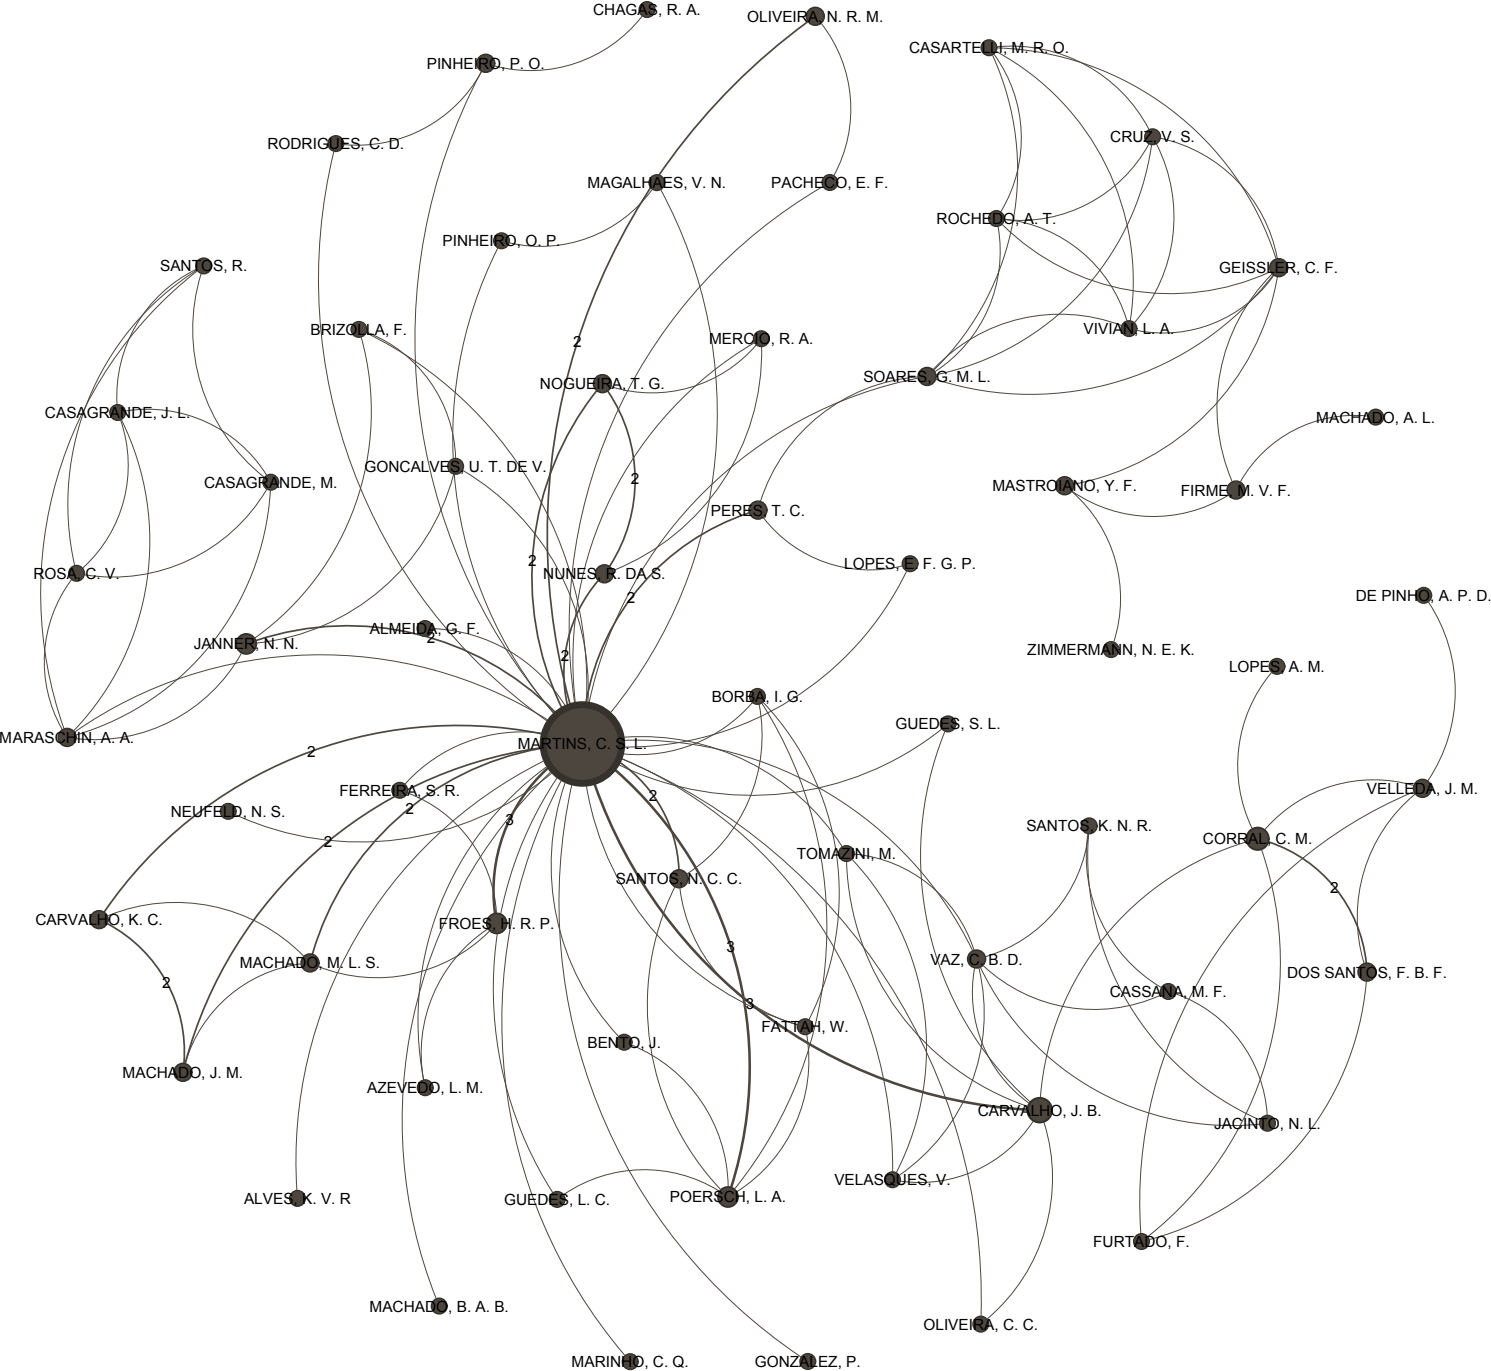 CHAGAS, R. A.
OLIVEIRA, N. R. M.
CASARTELLI, M. R. O.
PINHEIRO, P. O.
CRUZ, V. S.
RODRIGUES, C. D.
MAGALHAES, V. N.
PACHECO, E. F.
ROCHEDO, A. T.
PINHEIRO, O. P.
SANTOS, R.
GEISSLER, C. F.
BRIZOLLA, F.
VIVIAN, L. A.
MERCIO, R. A.
2
NOGUEIRA, T. G.
SOARES, G. M. L.
CASAGRANDE, J. L.
MACHADO, A. L.
GONCALVES, U. T. DE V.
2
CASAGRANDE, M.
MASTROIANO, Y. F.
FIRME, M. V. F.
PERES, T. C.
2
LOPES, E. F. G. P.
ROSA, C. V.
NUNES, R. DA S.
2
DE PINHO, A. P. D.
ALMEIDA, G. F.
2
JANNER, N. N.
2
ZIMMERMANN, N. E. K.
LOPES, A. M.
BORBA, I. G.
GUEDES, S. L.
MARASCHIN, A. A.
MARTINS, C. S. L.
2
FERREIRA, S. R.
2
VELLEDA, J. M.
NEUFELD, N. S.
2
3
SANTOS, K. N. R.
2
CORRAL, C. M.
TOMAZINI, M.
SANTOS, N. C. C.
2
CARVALHO, K. C.
FROES, H. R. P.
3
MACHADO, M. L. S.
VAZ, C. B. D.
DOS SANTOS, F. B. F.
2
CASSANA, M. F.
3
FATTAH, W.
BENTO, J.
MACHADO, J. M.
AZEVEDO, L. M.
CARVALHO, J. B.
JACINTO, N. L.
VELASQUES, V.
ALVES, K. V. R
GUEDES, L. C.
POERSCH, L. A.
FURTADO, F.
MACHADO, B. A. B.
OLIVEIRA, C. C.
MARINHO, C. Q.
GONZALEZ, P.